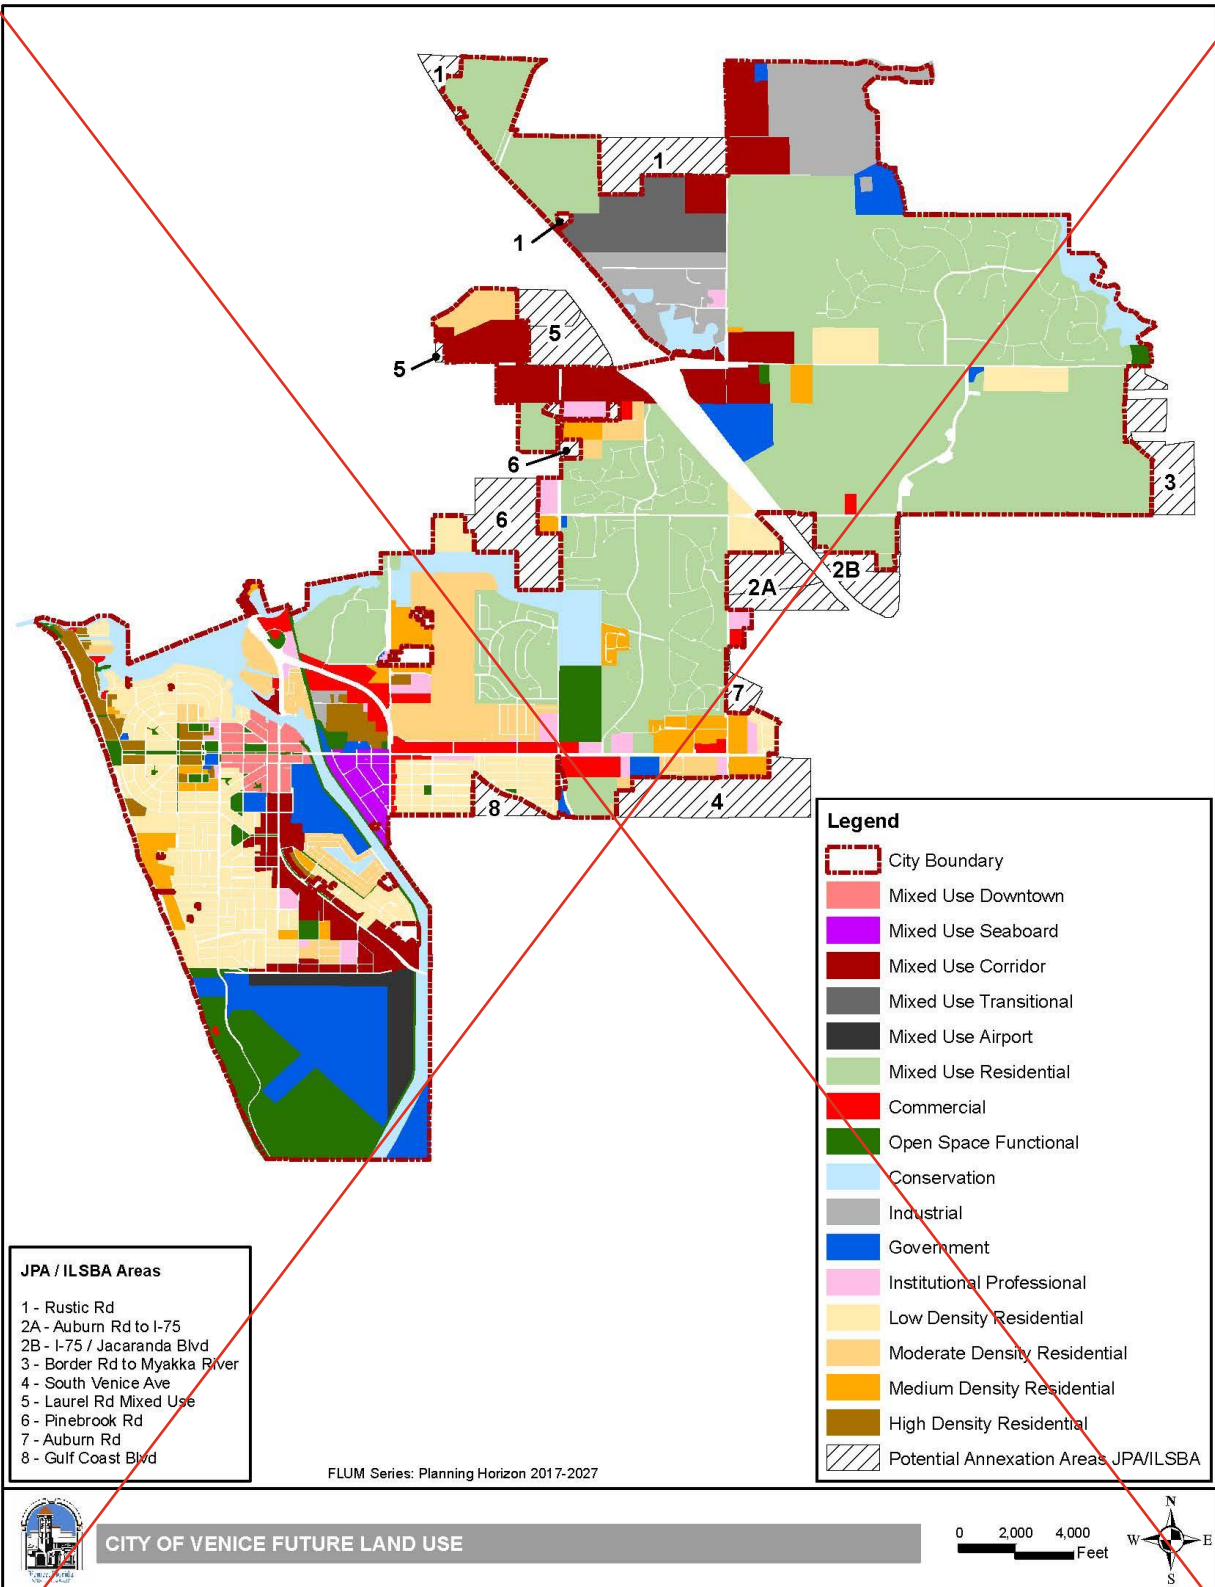 1
1
1
5
5
6
6
3
2B
2A
7
4
8
Legend
City Boundary
Mixed Use Downtown
Mixed Use Seaboard
Mixed Use Corridor
Mixed Use Transitional
Mixed Use Airport
Mixed Use Residential
Commercial
Open Space Functional
Conservation
Industrial
Government
Institutional Professional
Low Density Residential
Moderate Density Residential
Medium Density Residential
High Density Residential
Potential Annexation Areas JPA/ILSBA
JPA / ILSBA Areas
1 - Rustic Rd
2A - Auburn Rd to I-75
2B - I-75 / Jacaranda Blvd
3 - Border Rd to Myakka River
4 - South Venice Ave
5 - Laurel Rd Mixed Use
6 - Pinebrook Rd
7 - Auburn Rd
8 - Gulf Coast Blvd
FLUM Series: Planning Horizon 2017-2027
Venice, Florida
CITY OF VENICE FUTURE LAND USE
0 2,000 4,000
Feet
N
W E
S